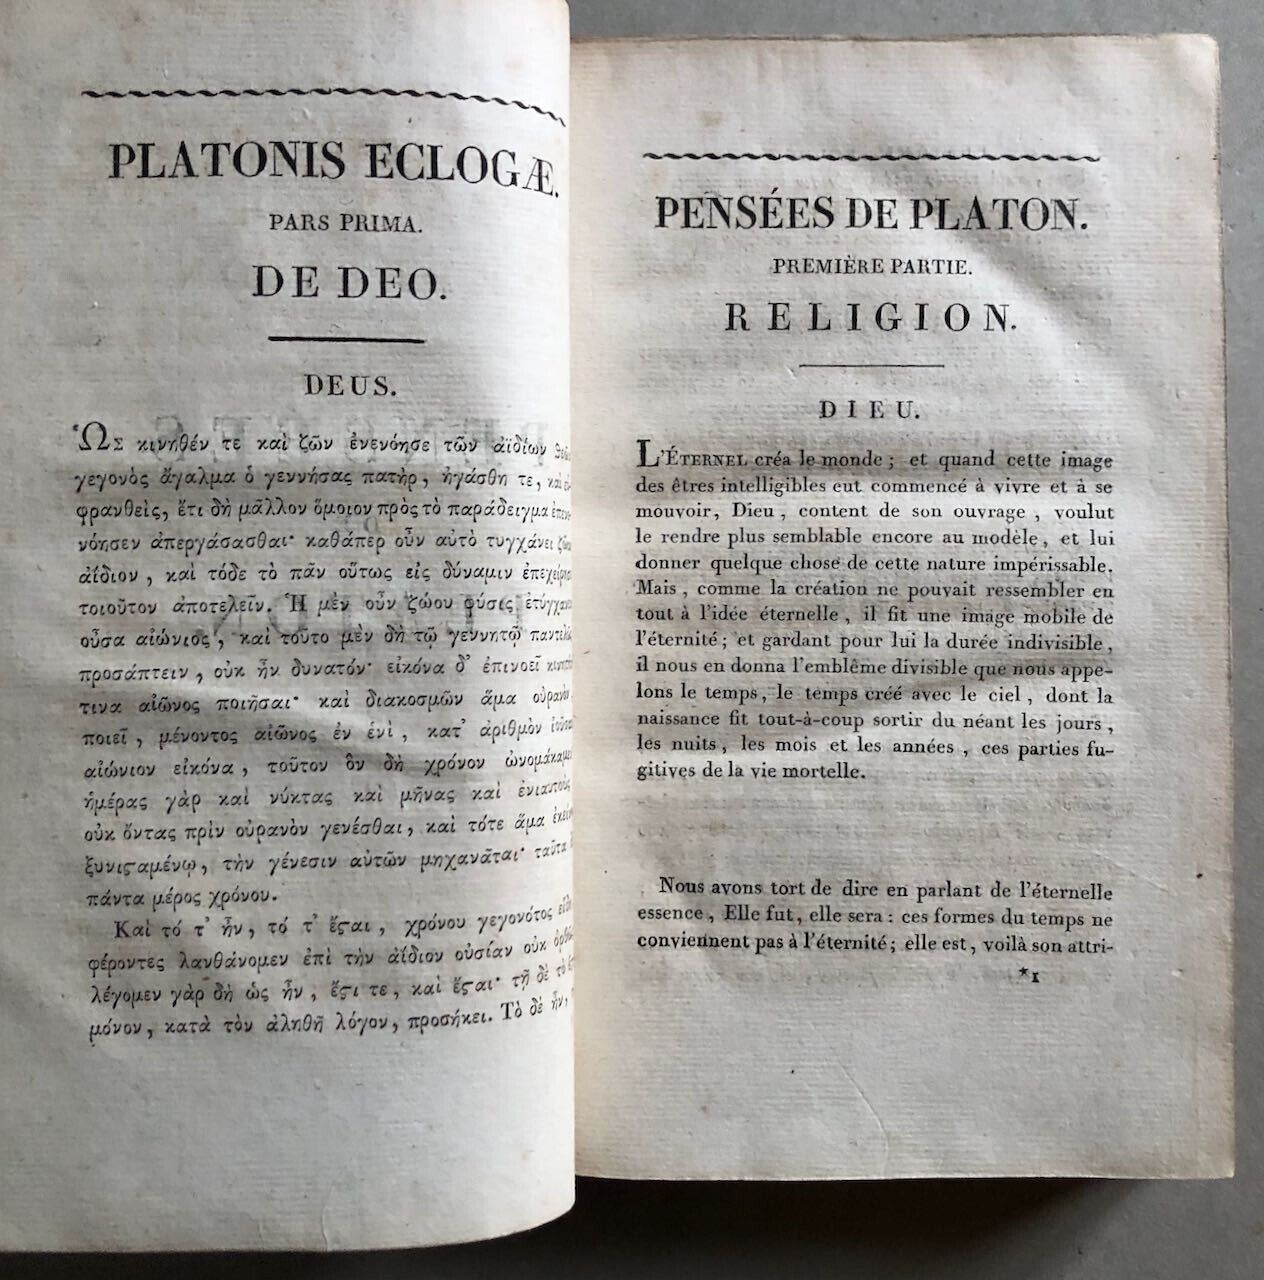 PLATONIS ECLOGÆ.
PARS PRIMA.
DE DEO.
DEUS.
Ὡς κινηθέν τε καὶ ζῶν ἐνενόησε τῶν ἀϊδίων
γεγονὸς ἄγαλμα ὁ γεννήσας πατὴρ, ἠγάσθη τε,
φρανθεὶς, ἔτι δὴ μᾶλλον ὅμοιον πρὸς τὸ παράδειγμα
νόησεν ἀπεργάσασθαι· καθάπερ οὖν αὐτὸ τυγχάνει
ἀίδιον, καὶ τόδε τὸ πᾶν οὕτως εἰς δύναμιν
τοιοῦτον ἀποτελεῖν. Ἡ μὲν οὖν ζώου φύσις
οὖσα αἰώνιος, καὶ τοῦτο μὲν δὴ τῷ γεννητῷ
προσάπτειν, οὐκ ἦν δυνατόν· εἰκόνα δ' ἐπινοεῖ
τινα αἰῶνος ποιῆσαι· καὶ διακοσμῶν ἅμα
ποιεῖ, μένοντος αἰῶνος ἐν ἑνὶ, κατ' ἀριθμὸν
αἰώνιον εἰκόνα, τοῦτον ὃν δὴ χρόνον
ἡμέρας γὰρ καὶ νύκτας καὶ μῆνας καὶ ἐνιαυτοὺς
οὐκ ὄντας πρὶν οὐρανὸν γενέσθαι, καὶ τότε ἅμα
ξυνιϛαμένῳ, τὴν γένεσιν αὐτῶν μηχανᾶται· ταῦτα
πάντα μέρος χρόνου.
Καὶ τό τ' ἦν, τό τ' ἔϛαι, χρόνου γεγονότος
φέροντες λανθάνομεν ἐπὶ τὴν ἀΐδιον οὐσίαν οὐκ
λέγομεν γὰρ δὴ ὡς ἦν, ἔϛι τε, καὶ ἔϛαι· τῇ δὲ τὸ
μόνον, κατὰ τὸν ἀληθῆ λόγον, προσήκει. Τὸ δὲ ἦν,
PENSÉES DE PLATON.
PREMIÈRE PARTIE.
RELIGION.
DIEU.
L'ÉTERNEL créa le monde ; et quand cette image
des êtres intelligibles eut commencé à vivre et à se
mouvoir, Dieu, content de son ouvrage, voulut
le rendre plus semblable encore au modèle, et lui
donner quelque chose de cette nature impérissable.
Mais, comme la création ne pouvait ressembler en
tout à l'idée éternelle, il fit une image mobile de
l'éternité ; et gardant pour lui la durée indivisible,
il nous en donna l'emblême divisible que nous appe-
lons le temps, le temps créé avec le ciel, dont la
naissance fit tout-à-coup sortir du néant les jours,
les nuits, les mois et les années, ces parties fu-
gitives de la vie mortelle.
Nous avons tort de dire en parlant de l'éternelle
essence, Elle fut, elle sera : ces formes du temps ne
conviennent pas à l'éternité ; elle est, voilà son attri-
*1